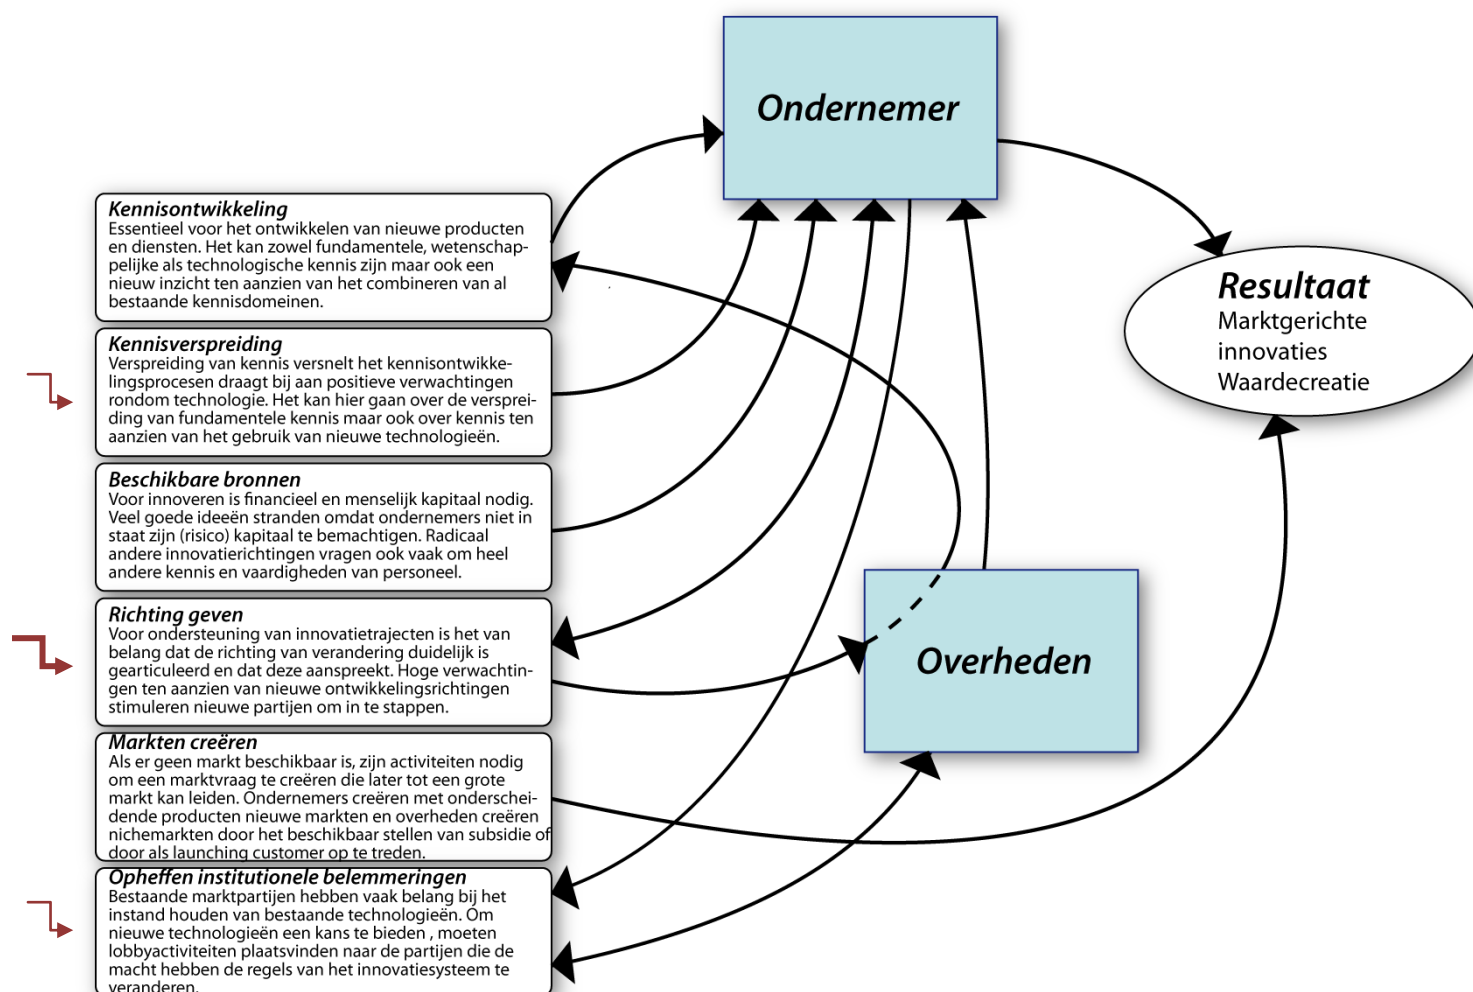 Ondernemer
Kennisontwikkeling
Essentieel voor het ontwikkelen van nieuwe producten
en diensten. Het kan zowel fundamentele, wetenschap-
pelijke als technologische kennis zijn maar ook een
nieuw inzicht ten aanzien van het combineren van al
bestaande kennisdomeinen.
Resultaat
Marktgerichte
innovaties
Waardecreatie
Kennisverspreiding
Verspreiding van kennis versnelt het kennisontwikke-
lingsprocesen draagt bij aan positieve verwachtingen
rondom technologie. Het kan hier gaan over deversprei-
ding van fundamentele kennis maar ook over kennis ten
aanzien van het gebruik van nieuwe technologieën.
Beschikbare bronnen
Voor innoveren is financieel en menselijk kapitaal nodig.
Veel goede ideeën stranden omdat ondernemers niet in
staat zijn (risico) kapitaal te bemachtigen. Radicaal
andere innovatierichtingen vragen ook vaak om heel
andere kennis en vaardigheden van personeel.
Richting geven
Voor ondersteuning van innovatietrajecten is het van
belang dat de richting van verandering duidelijk is
gearticuleerd en dat deze aanspreekt. Hoge verwachtin-
gen ten aanzien van nieuwe ontwikkelingsrichtingen
stimuleren nieuwe partijen om in te stappen.
Overheden
Markten creëren
Als er geen markt beschikbaar is, zijn activiteiten nodig
om een marktvraag te creëren die later tot een grote
markt kan leiden. Ondernemers creëren met onderschei-
dende producten nieuwe markten en overheden creëren
nichemarkten door het beschikbaar stellen van subsidie of
door als launching customer op te treden.
Opheffen institutionele belemmeringen
Bestaande marktpartijen hebben vaak belang bij het
instand houden van bestaande technologieën. Om
nieuwe technologieën een kans te bieden , moeten
lobbyactiviteiten plaatsvinden naar de partijen die de
macht hebben de regels van het innovatiesysteem te
veranderen.